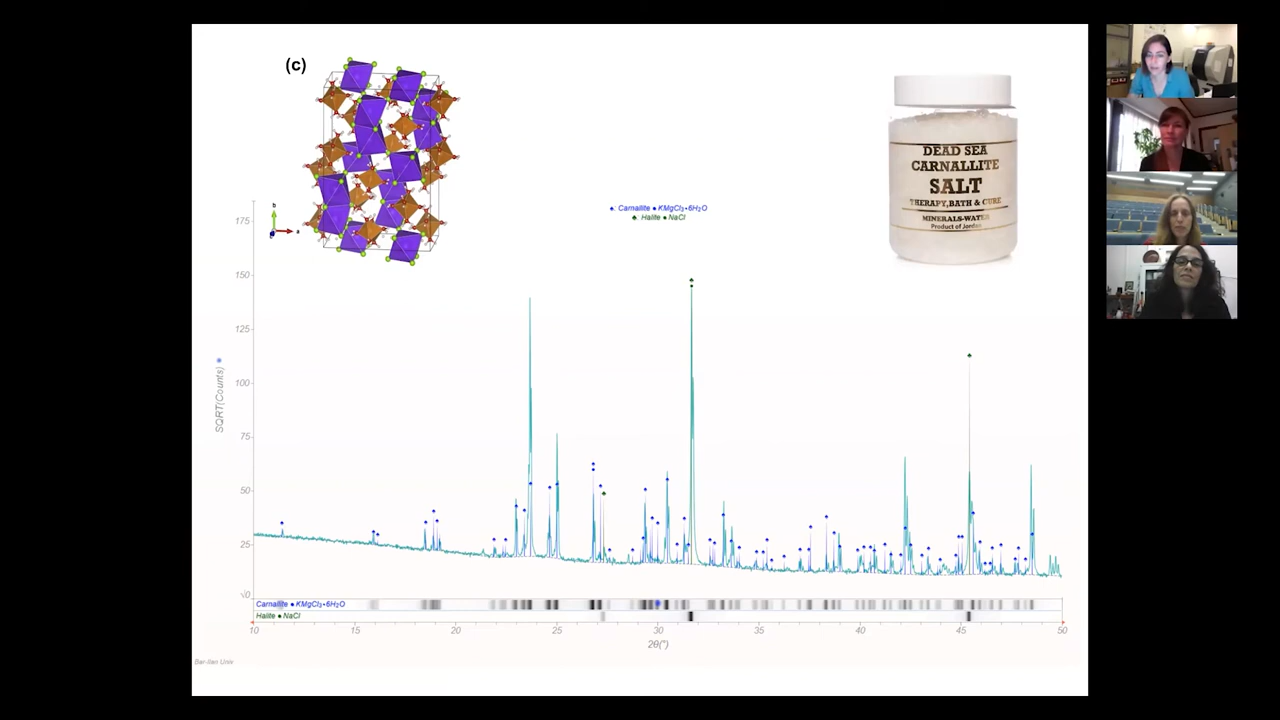 (c)
b
a
DEAD SEA
CARNALLITE
SALT
THERAPY,BATH & CURE
MINERALS-WATER
Product of Jordan
Carnallite ● KMgCl3•6H2O
Halite ● NaCl
175
150
125
100
75
50
25
√0
SQRT(Counts)
Carnallite ● KMgCl3•6H2O
Halite ● NaCl
10 15 20 25 30 35 40 45 50
2θ(°)
Bar-Ilan Univ